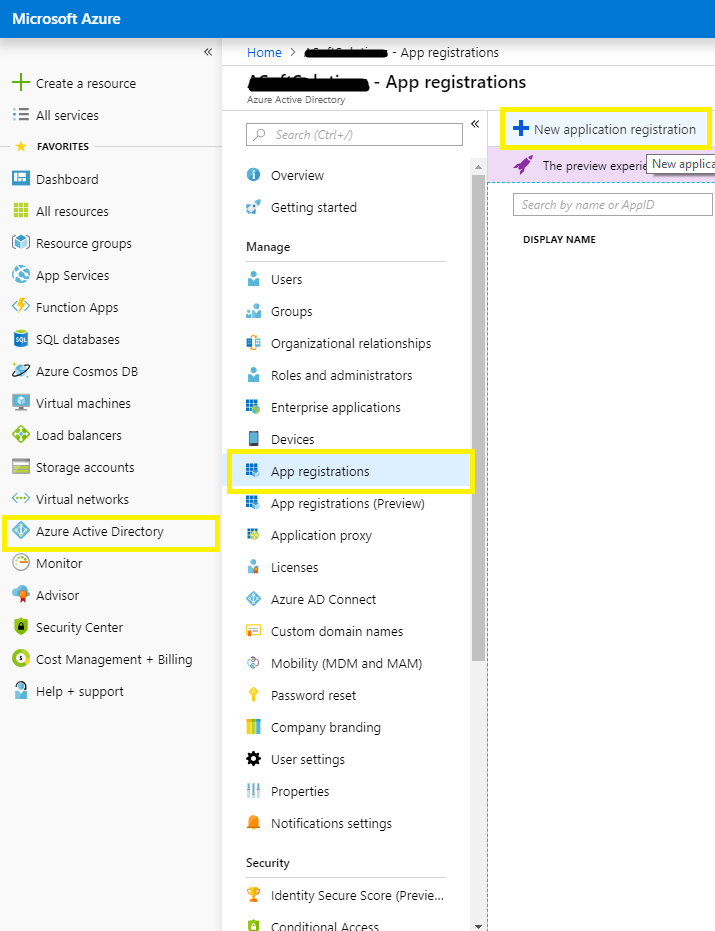 Microsoft Azure
«
Create a resource
All services
FAVORITES
Dashboard
All resources
Resource groups
App Services
Function Apps
SQL databases
Azure Cosmos DB
Virtual machines
Load balancers
Storage accounts
Virtual networks
Azure Active Directory
Monitor
Advisor
Security Center
Cost Management + Billing
Help + support
Home > - App registrations
- App registrations
Azure Active Directory
Search (Ctrl+/)
«
Overview
Getting started
Manage
Users
Groups
Organizational relationships
Roles and administrators
Enterprise applications
Devices
App registrations
App registrations (Preview)
Application proxy
Licenses
Azure AD Connect
Custom domain names
Mobility (MDM and MAM)
Password reset
Company branding
User settings
Properties
Notifications settings
Security
Identity Secure Score (Previe...
Conditional Access
New application registration
The preview experie
New applica
Search by name or AppID
DISPLAY NAME